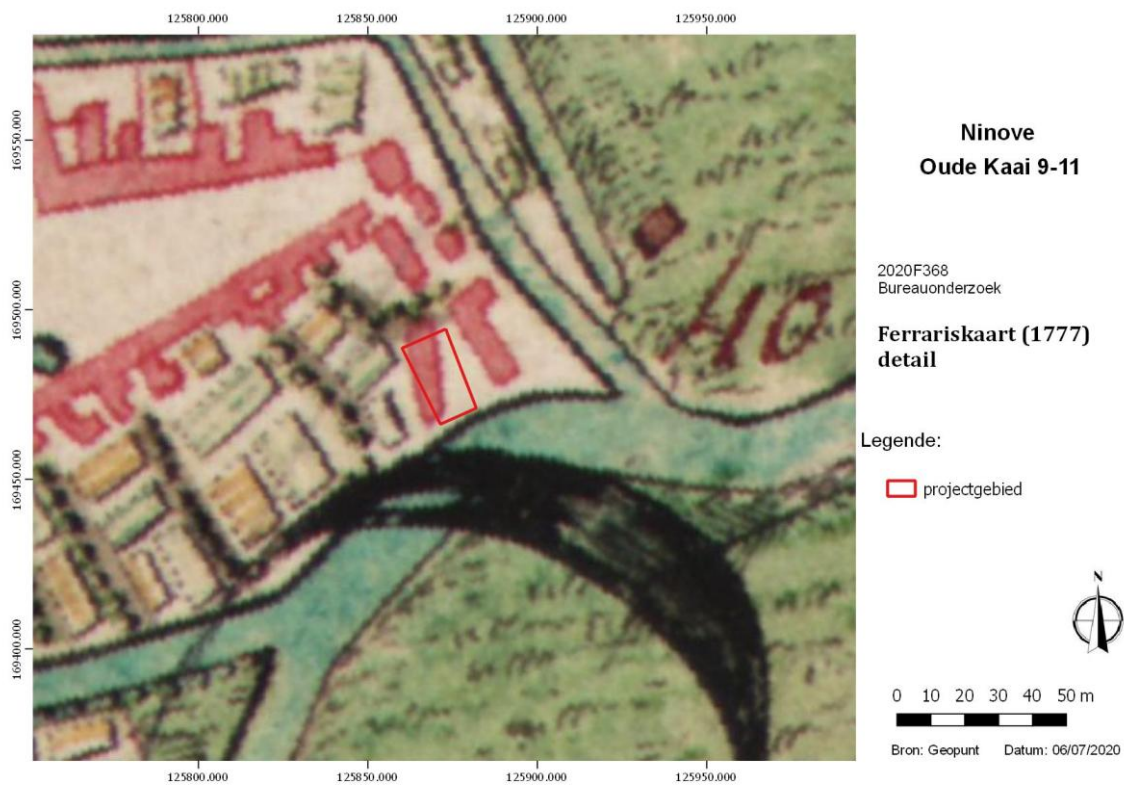 125800.000
125850.000
125900.000
125950.000
169550.000
169500.000
169450.000
169400.000
Ho
125800.000
125850.000
125900.000
125950.000
Ninove
Oude Kaai 9-11
2020F368
Bureauonderzoek
Ferrariskaart (1777)
detail
Legende:
projectgebied
N
0 10 20 30 40 50 m
Bron: Geopunt Datum: 06/07/2020